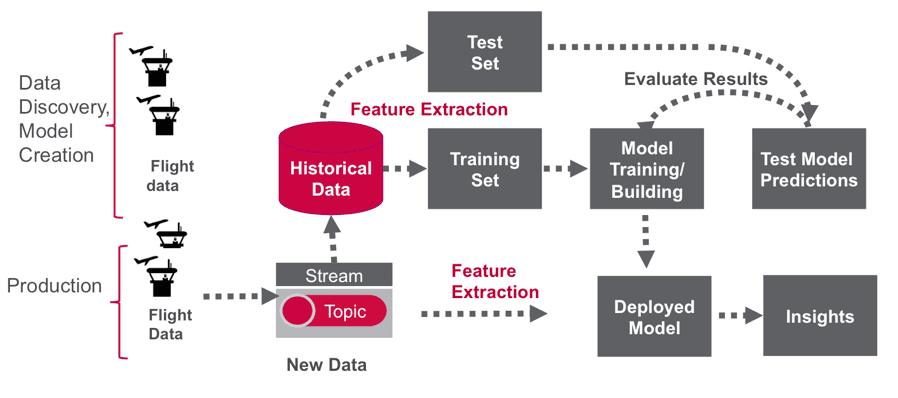 Data
Discovery,
Model
Creation
Flight
data
Test
Set
Evaluate Results
Feature Extraction
Historical
Data
Training
Set
Model
Training/
Building
Test Model
Predictions
Production
Flight
Data
Stream
Topic
New Data
Feature
Extraction
Deployed
Model
Insights